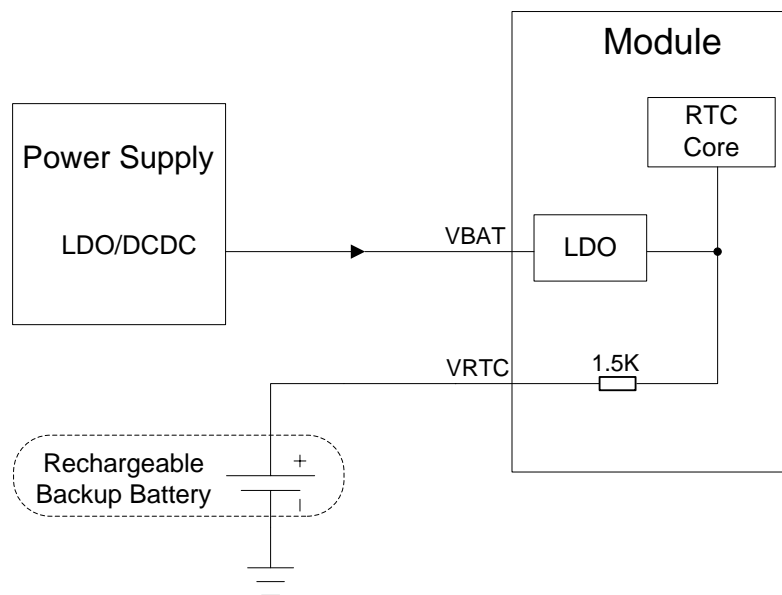 Module
RTC
Core
Power Supply
LDO/DCDC
VBAT
LDO
VRTC
1.5K
Rechargeable
Backup Battery
+